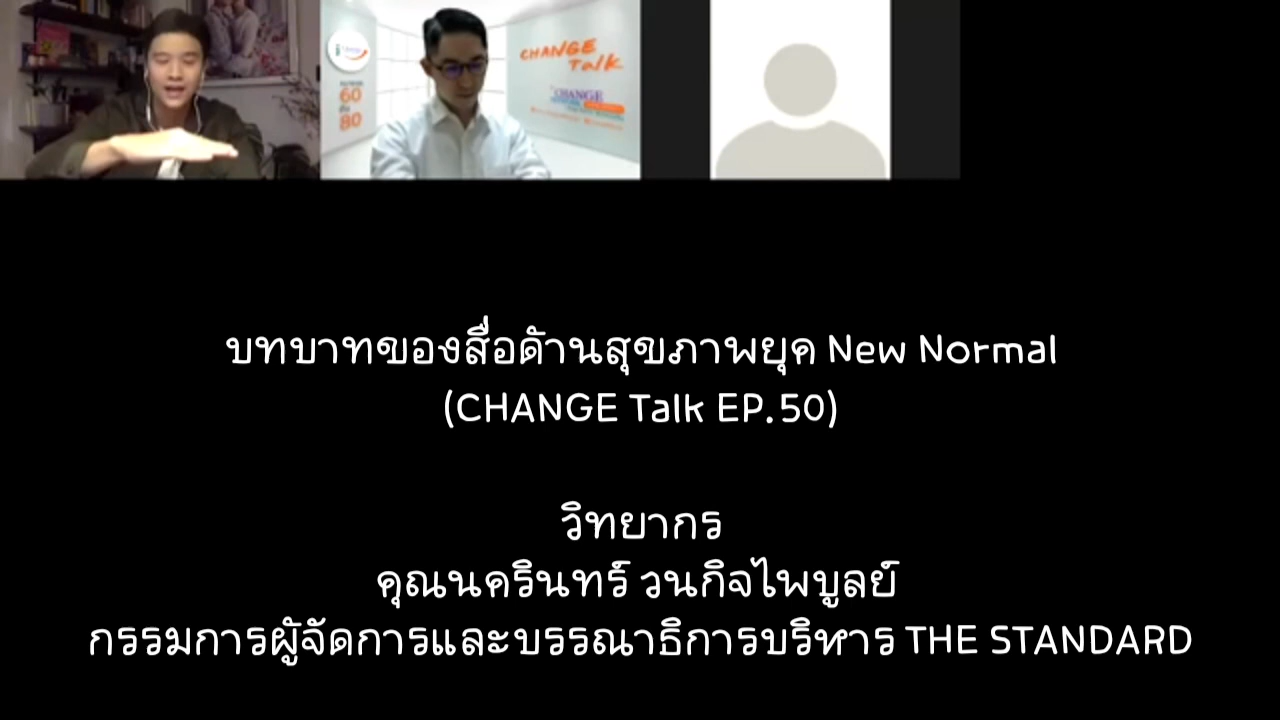 CHANGE
Talk
60
80
CHANGE
บทบาทของสื่อด้านสุขภาพยุค New Normal
(CHANGE Talk EP.50)
วิทยากร
คุณนครินทร์ วนกิจไพบูลย์
กรรมการผู้จัดการและบรรณาธิการบริหาร THE STANDARD